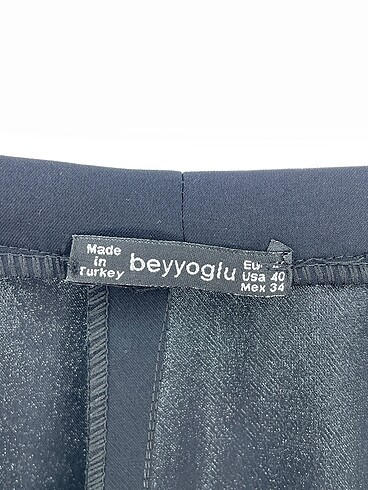 Made
in
Turkey
beyyoglu
Eu
Usa 40
Mex 34